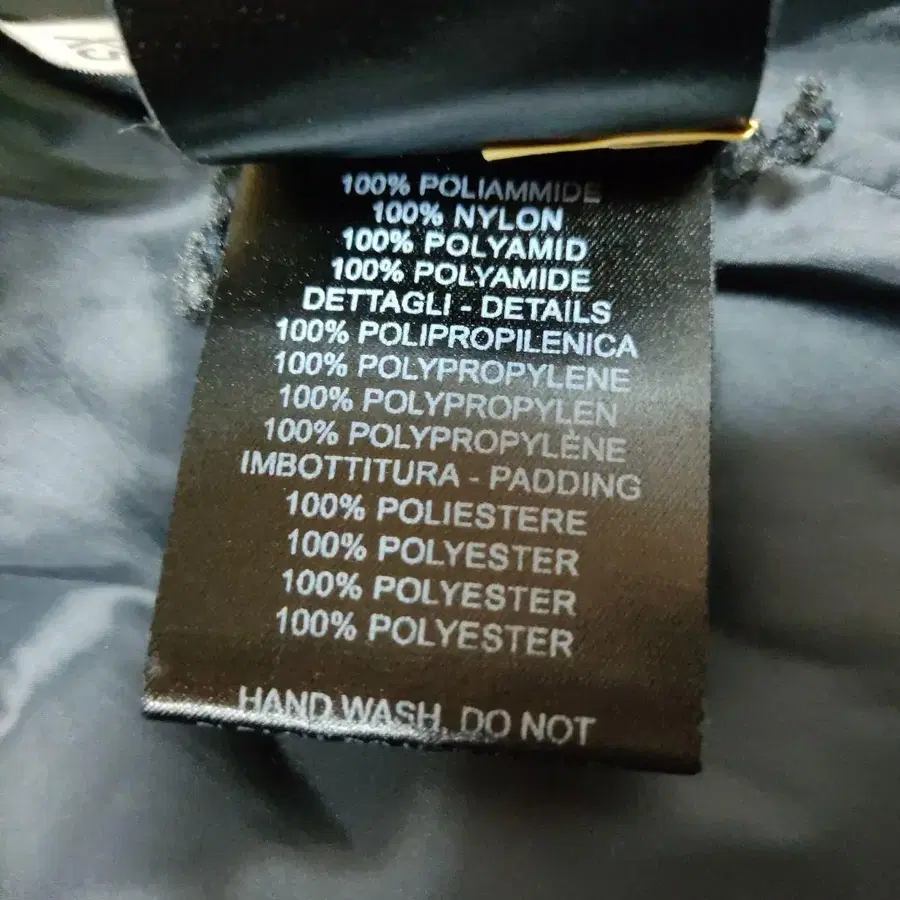 100% POLIAMMIDE
100% NYLON
100% POLYAMID
100% POLYAMIDE
DETTAGLI - DETAILS
100% POLIPROPILENICA
100% POLYPROPYLENE
100% POLYPROPYLEN
100% POLYPROPYLÈNE
IMBOTTITURA - PADDING
100% POLIESTERE
100% POLYESTER
100% POLYESTER
100% POLYESTER
HAND WASH, DO NOT